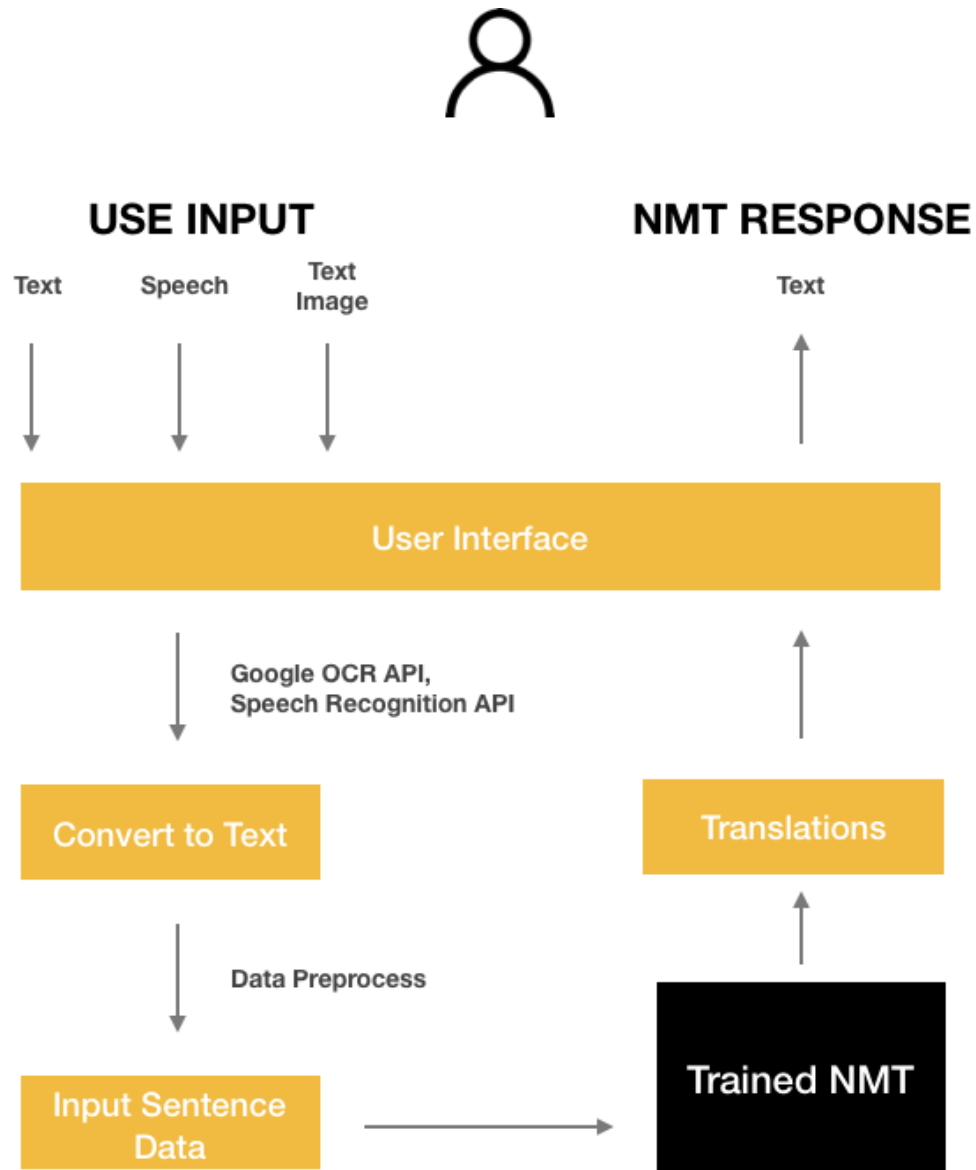 USE INPUT
NMT RESPONSE
Text
Speech
Text
Image
Text
User Interface
Google OCR API,
Speech Recognition API
Convert to Text
Translations
Data Preprocess
Trained NMT
Input Sentence
Data